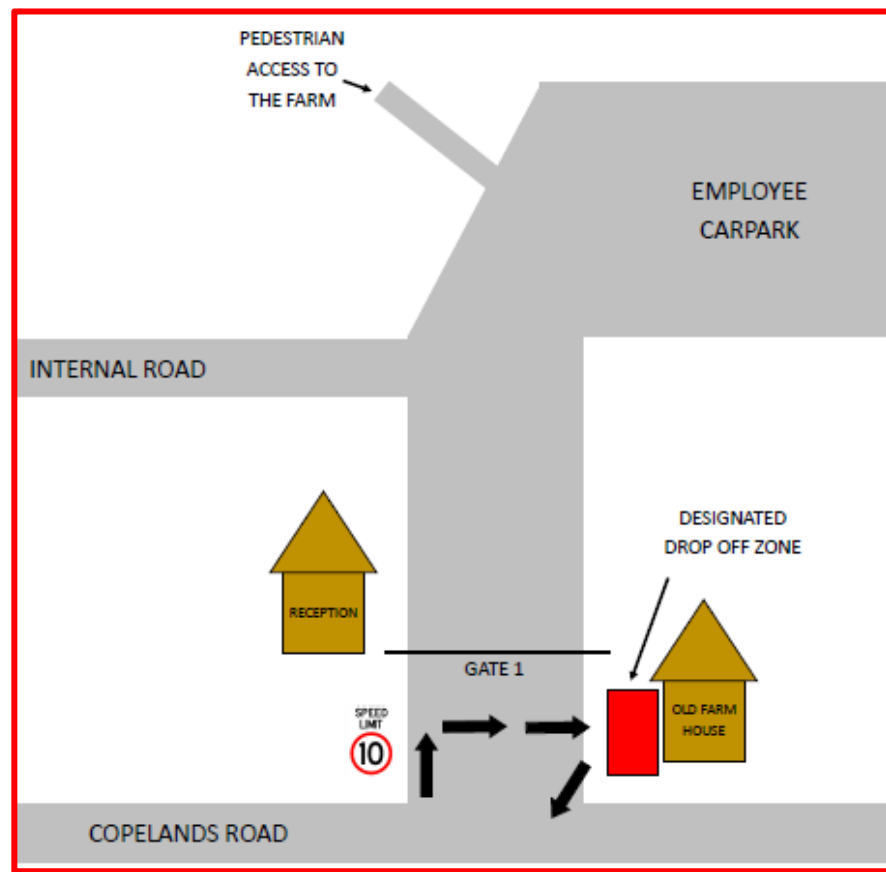 PEDESTRIAN
ACCESS TO
THE FARM
EMPLOYEE
CARPARK
INTERNAL ROAD
DESIGNATED
DROP OFF ZONE
RECEPTION
GATE 1
SPEED
LIMIT
10
OLD FARM
HOUSE
COPELANDS ROAD